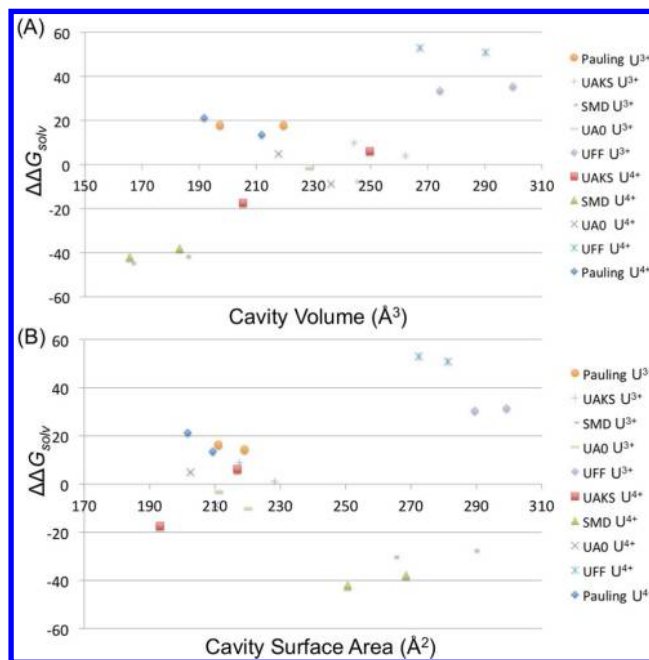 (A)
60
40
20
0
-20
-40
-60
ΔΔGsolv
150 170 190 210 230 250 270 290 310
Cavity Volume (Å³)
Pauling U³⁺
UAKS U³⁺
SMD U³⁺
UA0 U³⁺
UFF U³⁺
UAKS U⁴⁺
SMD U⁴⁺
UA0 U⁴⁺
UFF U⁴⁺
Pauling U⁴⁺
(B)
60
40
20
0
-20
-40
-60
ΔΔGsolv
170 190 210 230 250 270 290 310
Cavity Surface Area (Å²)
Pauling U³⁺
UAKS U³⁺
SMD U³⁺
UA0 U³⁺
UFF U³⁺
UAKS U⁴⁺
SMD U⁴⁺
UA0 U⁴⁺
UFF U⁴⁺
Pauling U⁴⁺